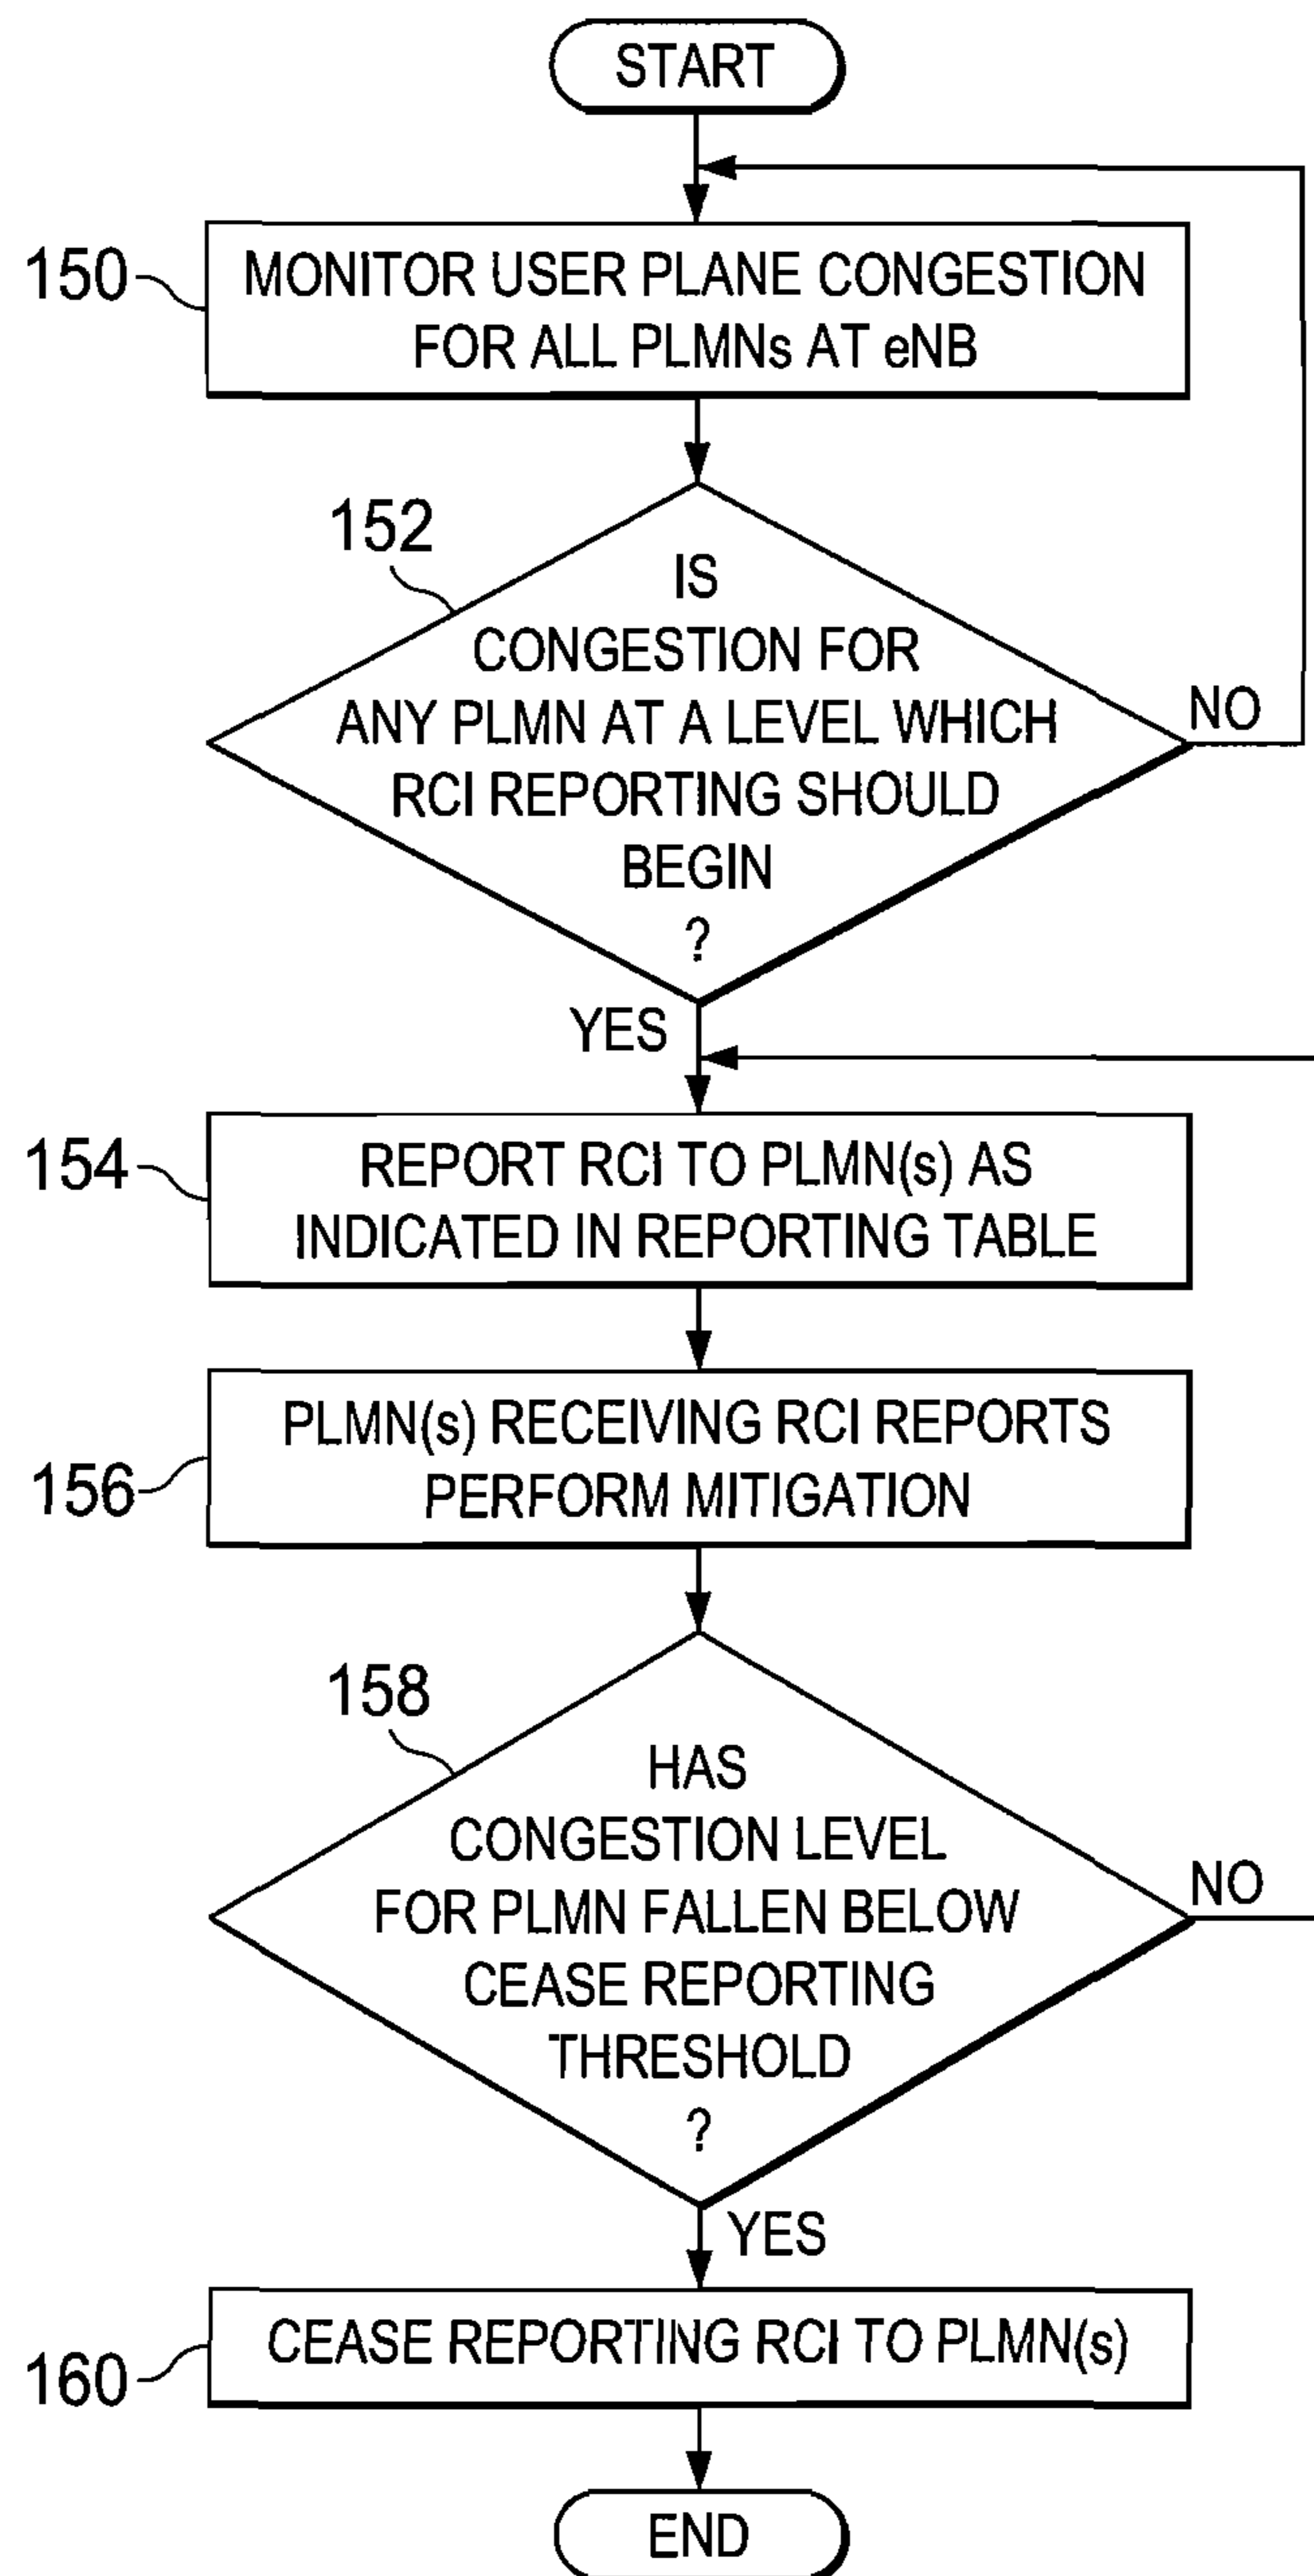 START
150
MONITOR USER PLANE CONGESTION
FOR ALL PLMNs AT eNB
152
IS
CONGESTION FOR
ANY PLMN AT A LEVEL WHICH
RCI REPORTING SHOULD
BEGIN
?
NO
YES
154
REPORT RCI TO PLMN(s) AS
INDICATED IN REPORTING TABLE
156
PLMN(s) RECEIVING RCI REPORTS
PERFORM MITIGATION
158
HAS
CONGESTION LEVEL
FOR PLMN FALLEN BELOW
CEASE REPORTING
THRESHOLD
?
NO
YES
160
CEASE REPORTING RCI TO PLMN(s)
END